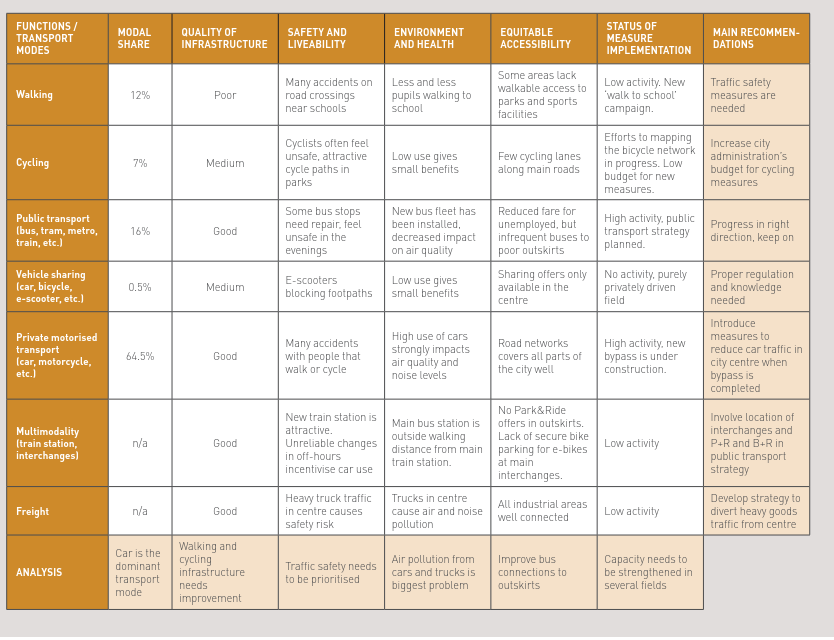 FUNCTIONS /
TRANSPORT
MODES
MODAL
SHARE
QUALITY OF
INFRASTRUCTURE
SAFETY AND
LIVEABILITY
ENVIRONMENT
AND HEALTH
EQUITABLE
ACCESSIBILITY
STATUS OF
MEASURE
IMPLEMENTATION
MAIN RECOMMEN-
DATIONS
Walking
12%
Poor
Many accidents on
road crossings
near schools
Less and less
pupils walking to
school
Some areas lack
walkable access to
parks and sports
facilities
Low activity. New
‘walk to school’
campaign.
Traffic safety
measures are
needed
Cycling
7%
Medium
Cyclists often feel
unsafe, attractive
cycle paths in
parks
Low use gives
small benefits
Few cycling lanes
along main roads
Efforts to mapping
the bicycle network
in progress. Low
budget for new
measures.
Increase city
administration’s
budget for cycling
measures
Public transport
(bus, tram, metro,
train, etc.)
16%
Good
Some bus stops
need repair, feel
unsafe in the
evenings
New bus fleet has
been installed,
decreased impact
on air quality
Reduced fare for
unemployed, but
infrequent buses to
poor outskirts
High activity, public
transport strategy
planned.
Progress in right
direction, keep on
Vehicle sharing
(car, bicycle,
e-scooter, etc.)
0.5%
Medium
E-scooters
blocking footpaths
Low use gives
small benefits
Sharing offers only
available in the
centre
No activity, purely
privately driven
field
Proper regulation
and knowledge
needed
Private motorised
transport
(car, motorcycle,
etc.)
64.5%
Good
Many accidents
with people that
walk or cycle
High use of cars
strongly impacts
air quality and
noise levels
Road networks
covers all parts of
the city well
High activity, new
bypass is under
construction.
Introduce
measures to
reduce car traffic in
city centre when
bypass is
completed
Multimodality
(train station,
interchanges)
n/a
Good
New train station is
attractive.
Unreliable changes
in off-hours
incentivise car use
Main bus station is
outside walking
distance from main
train station.
No Park&Ride
offers in outskirts.
Lack of secure bike
parking for e-bikes
at main
interchanges.
Low activity
Involve location of
interchanges and
P+R and B+R in
public transport
strategy
Freight
n/a
Good
Heavy truck traffic
in centre causes
safety risk
Trucks in centre
cause air and noise
pollution
All industrial areas
well connected
Low activity
Develop strategy to
divert heavy goods
traffic from centre
ANALYSIS
Car is the
dominant
transport
mode
Walking and
cycling
infrastructure
needs
improvement
Traffic safety needs
to be prioritised
Air pollution from
cars and trucks is
biggest problem
Improve bus
connections to
outskirts
Capacity needs to
be strengthened in
several fields